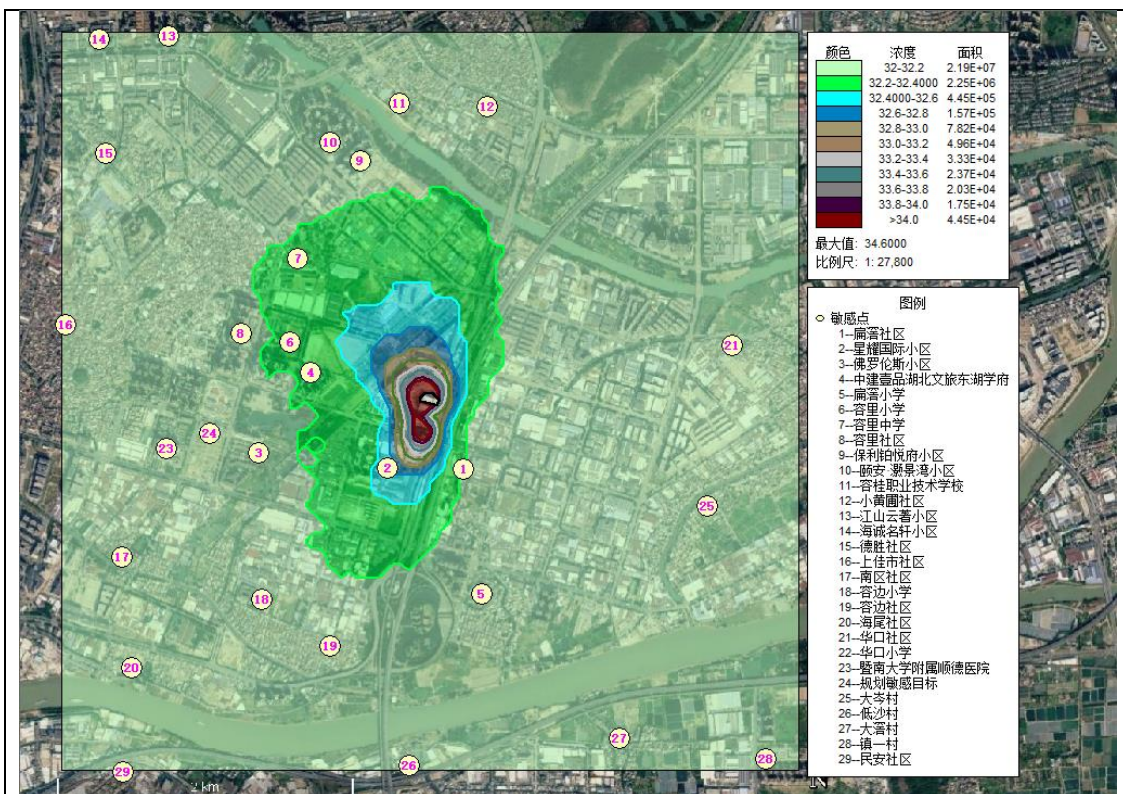 颜色 浓度 面积
32-32.2 2.19E+07
32.2-32.4000 2.25E+06
32.4000-32.6 4.45E+05
32.6-32.8 1.57E+05
32.8-33.0 7.82E+04
33.0-33.2 4.96E+04
33.2-33.4 3.33E+04
33.4-33.6 2.37E+04
33.6-33.8 2.03E+04
33.8-34.0 1.75E+04
>34.0 4.45E+04
最大值: 34.6000
比例尺: 1: 27,800
图例
敏感点
1--扁滘社区
2--星耀国际小区
3--佛罗伦斯小区
4--中建壹品湖北文旅东湖学府
5--扁滘小学
6--容里小学
7--容里中学
8--容里社区
9--保利铂悦府小区
10--颐安·灏景湾小区
11--容桂职业技术学校
12--小黄圃社区
13--江山云著小区
14--海诚名轩小区
15--德胜社区
16--上佳市社区
17--南区社区
18--容边小学
19--容边社区
20--海尾社区
21--华口社区
22--华口小学
23--暨南大学附属顺德医院
24--规划敏感目标
25--大岑村
26--低沙村
27--大滘村
28--镇一村
29--民安社区
14
13
11
12
10
9
15
7
16
8
6
21
4
24
23
3
2
1
25
17
5
18
19
20
27
28
26
29
2 km
N